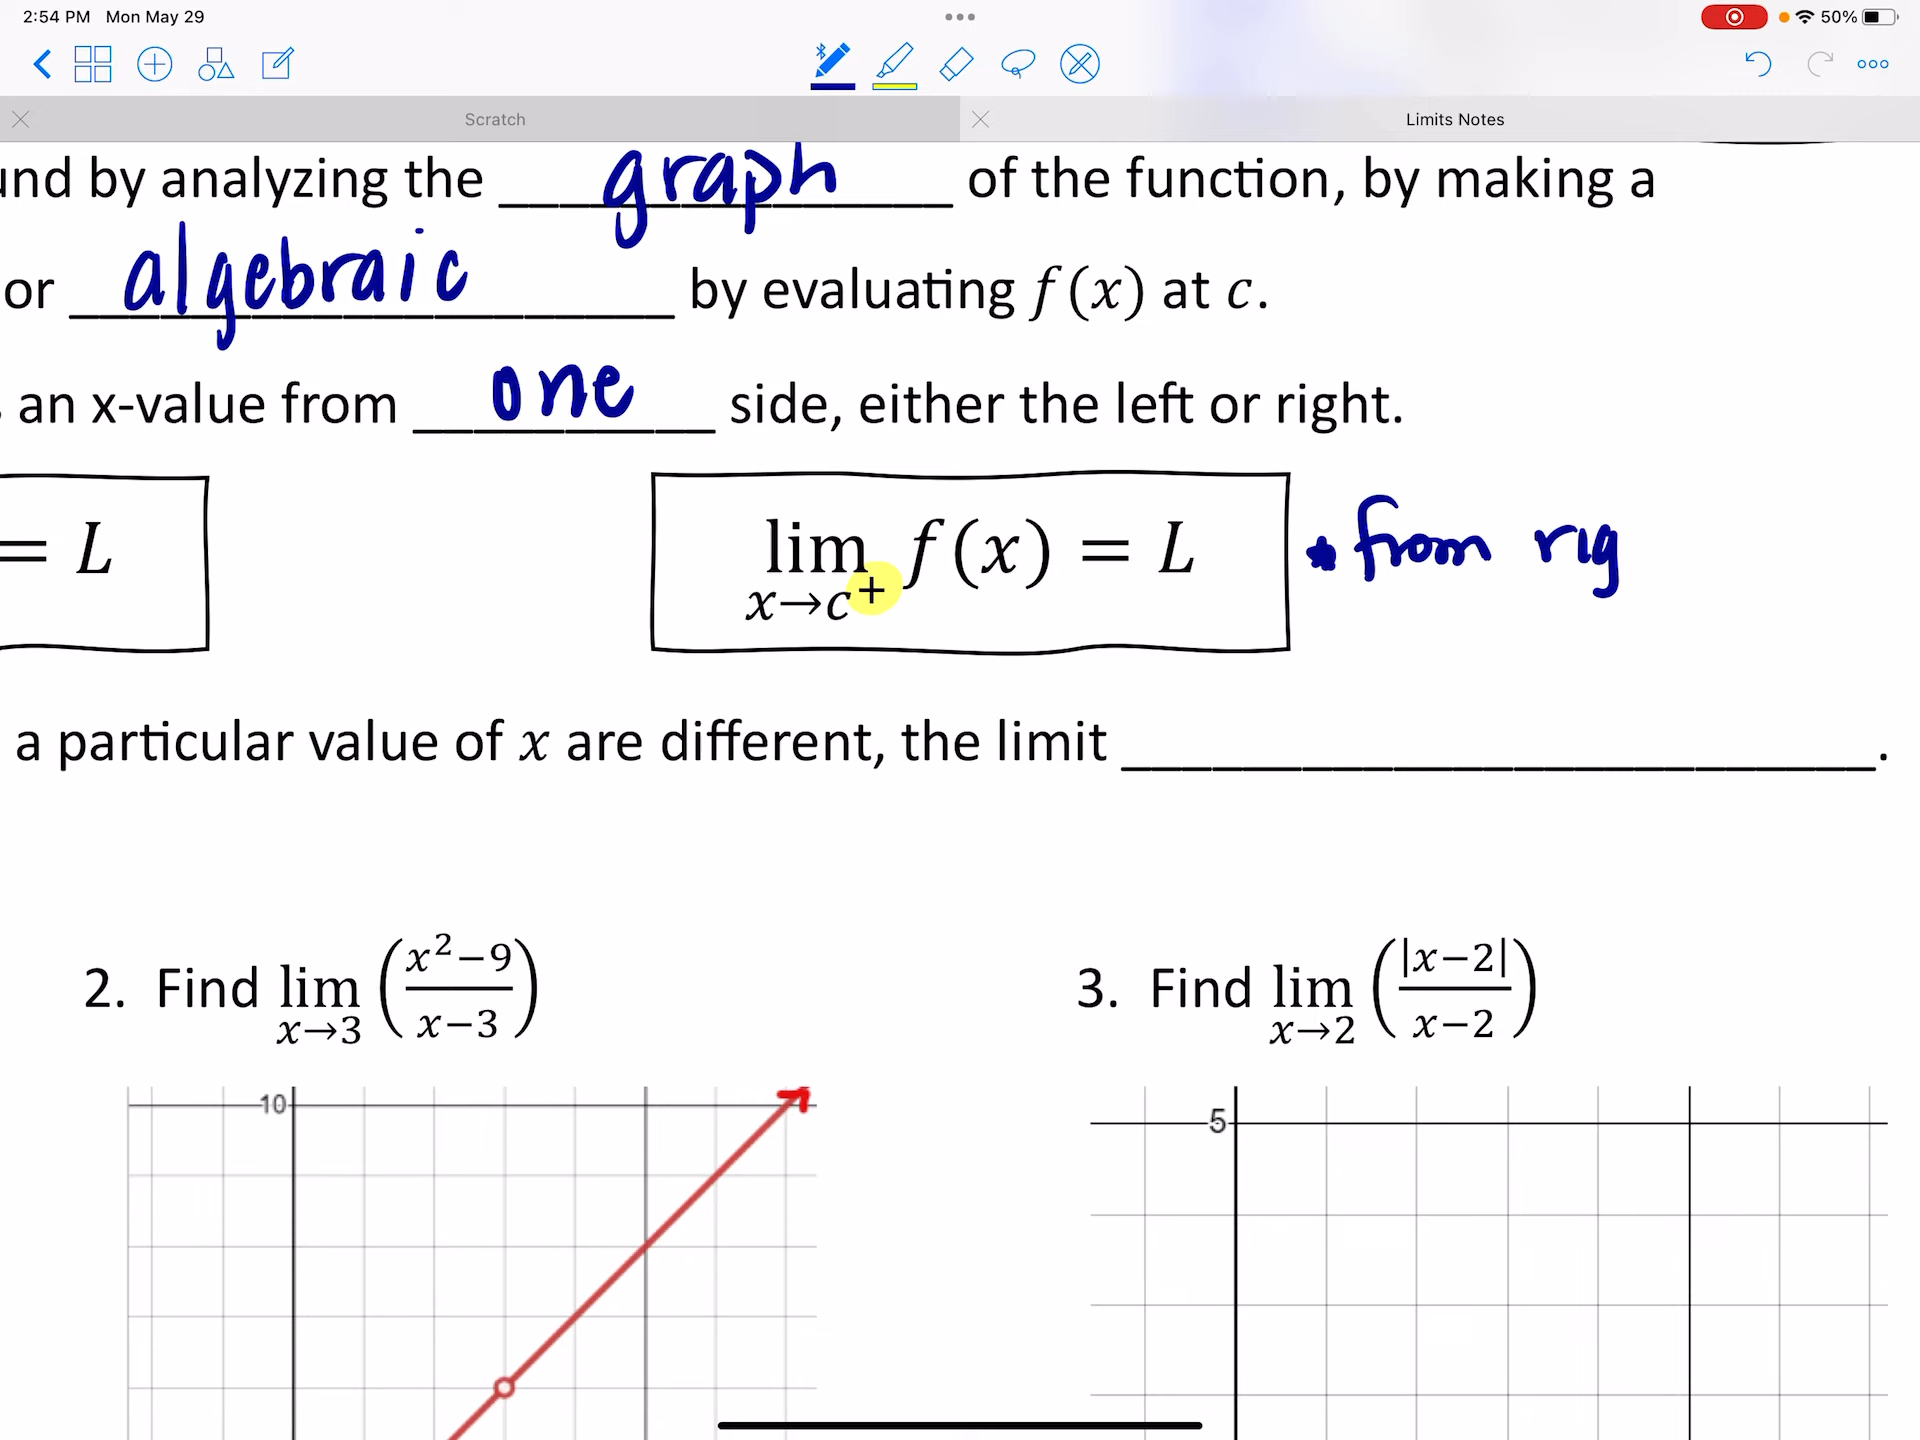 2:54 PM Mon May 29
50%
Scratch
Limits Notes
und by analyzing the graph of the function, by making a
or algebraic by evaluating f(x) at c.
an x-value from one side, either the left or right.
= L
lim x→c⁺ f(x) = L
* from rig
a particular value of x are different, the limit ____________.
2. Find lim x→3 ((x²−9)/(x−3))
3. Find lim x→2 (|x−2|/(x−2))
10
5